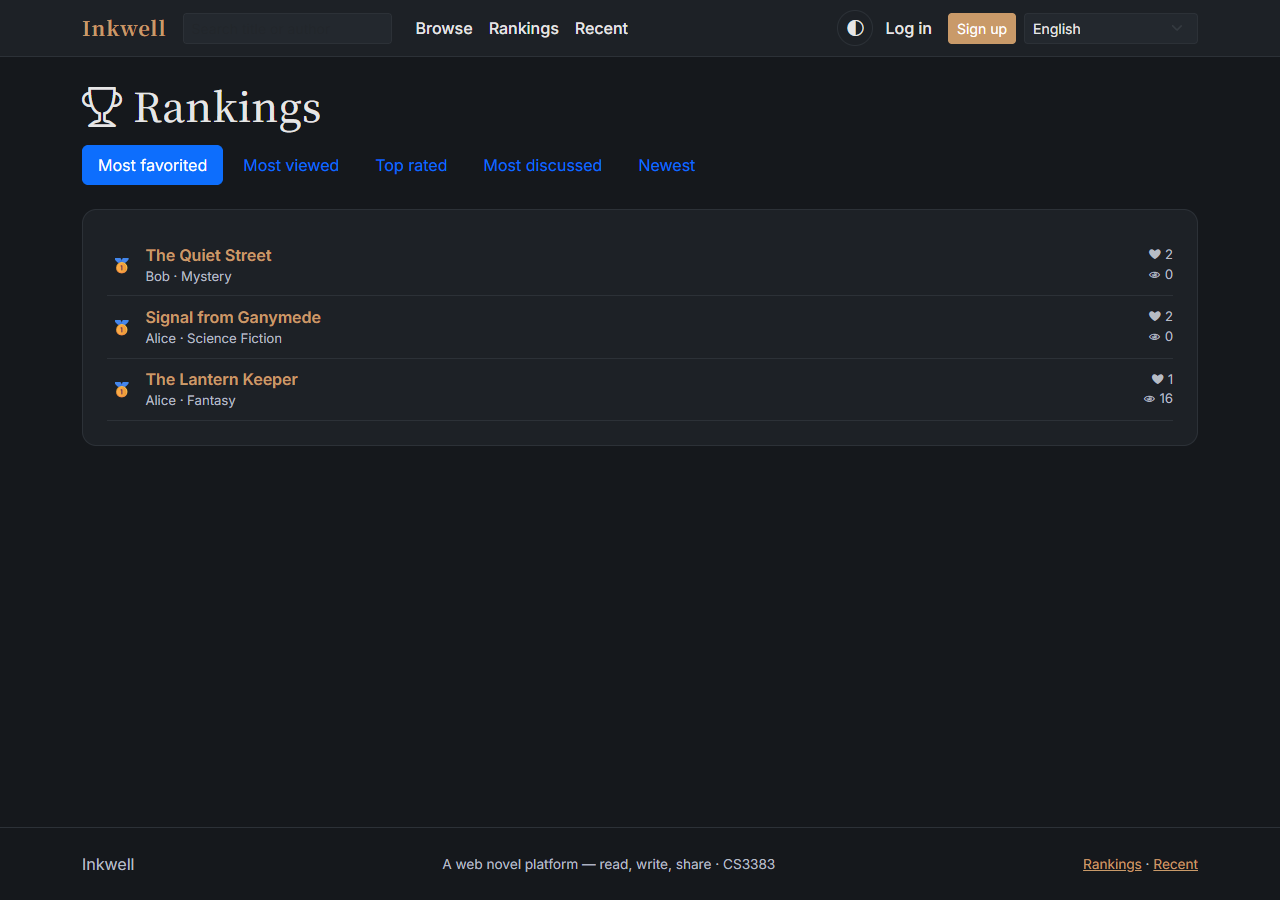 Inkwell
Browse Rankings Recent
Log in Sign up English
Rankings
Most favorited Most viewed Top rated Most discussed Newest
The Quiet Street
Bob · Mystery
2
0
Signal from Ganymede
Alice · Science Fiction
2
0
The Lantern Keeper
Alice · Fantasy
1
16
Inkwell
A web novel platform — read, write, share · CS3383
Rankings · Recent